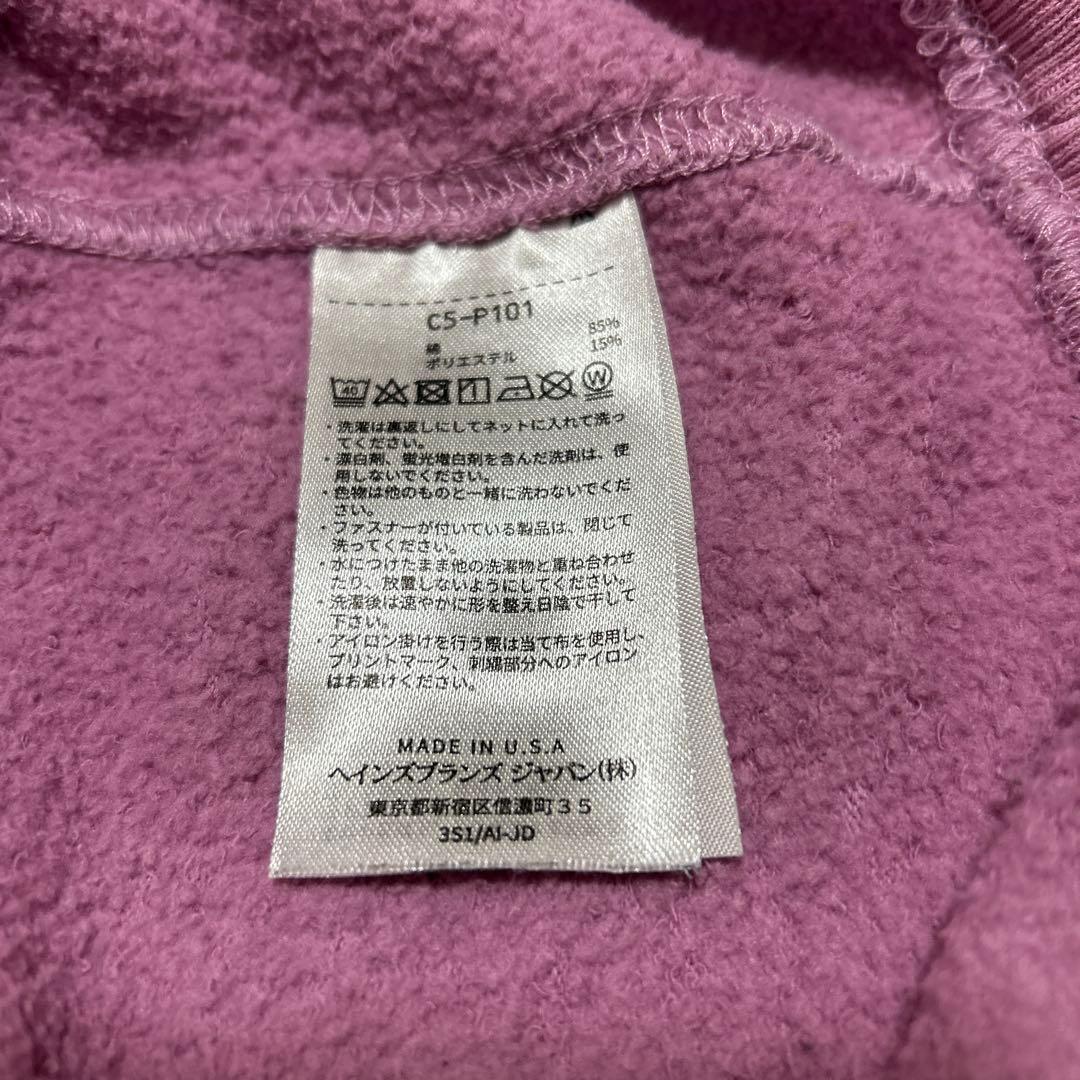 C5-P101
綿 85%
ポリエステル 15%
40
W
・洗濯は裏返しにしてネットに入れて洗っ
てください。
・漂白剤、蛍光増白剤を含んだ洗剤は、使
用しないでください。
・色物は他のものと一緒に洗わないでくだ
さい。
・ファスナーが付いている製品は、閉じて
洗ってください。
・水につけたまま他の洗濯物と重ね合わせ
たり、放置しないようにしてください。
・洗濯後は速やかに形を整え日陰で干して
下さい。
・アイロン掛けを行う際は当て布を使用し、
プリントマーク、刺繍部分へのアイロン
はお避けください。
MADE IN U.S.A
ヘインズブランズ ジャパン(株)
東京都新宿区信濃町35
3S1/AI-JD